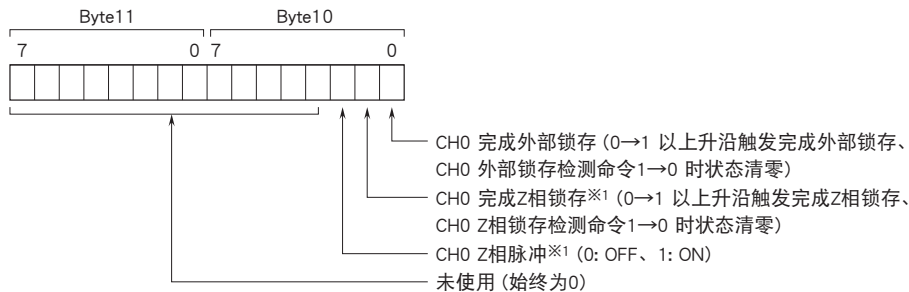 Byte11 Byte10
7 0 7 0
CH0 完成外部锁存 (0→1 以上升沿触发完成外部锁存、
CH0 外部锁存检测命令1→0 时状态清零)
CH0 完成Z相锁存※1 (0→1 以上升沿触发完成Z相锁存、
CH0 Z相锁存检测命令1→0 时状态清零)
CH0 Z相脉冲※1 (0: OFF、1: ON)
未使用 (始终为0)